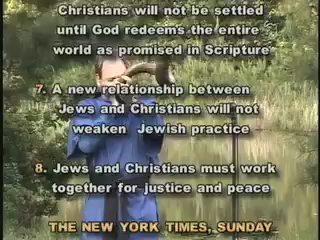 Christians will not be settled
until God redeems the entire
world as promised in Scripture
7. A new relationship between
Jews and Christians will not
weaken Jewish practice
8. Jews and Christians must work
together for justice and peace
THE NEW YORK TIMES, SUNDAY